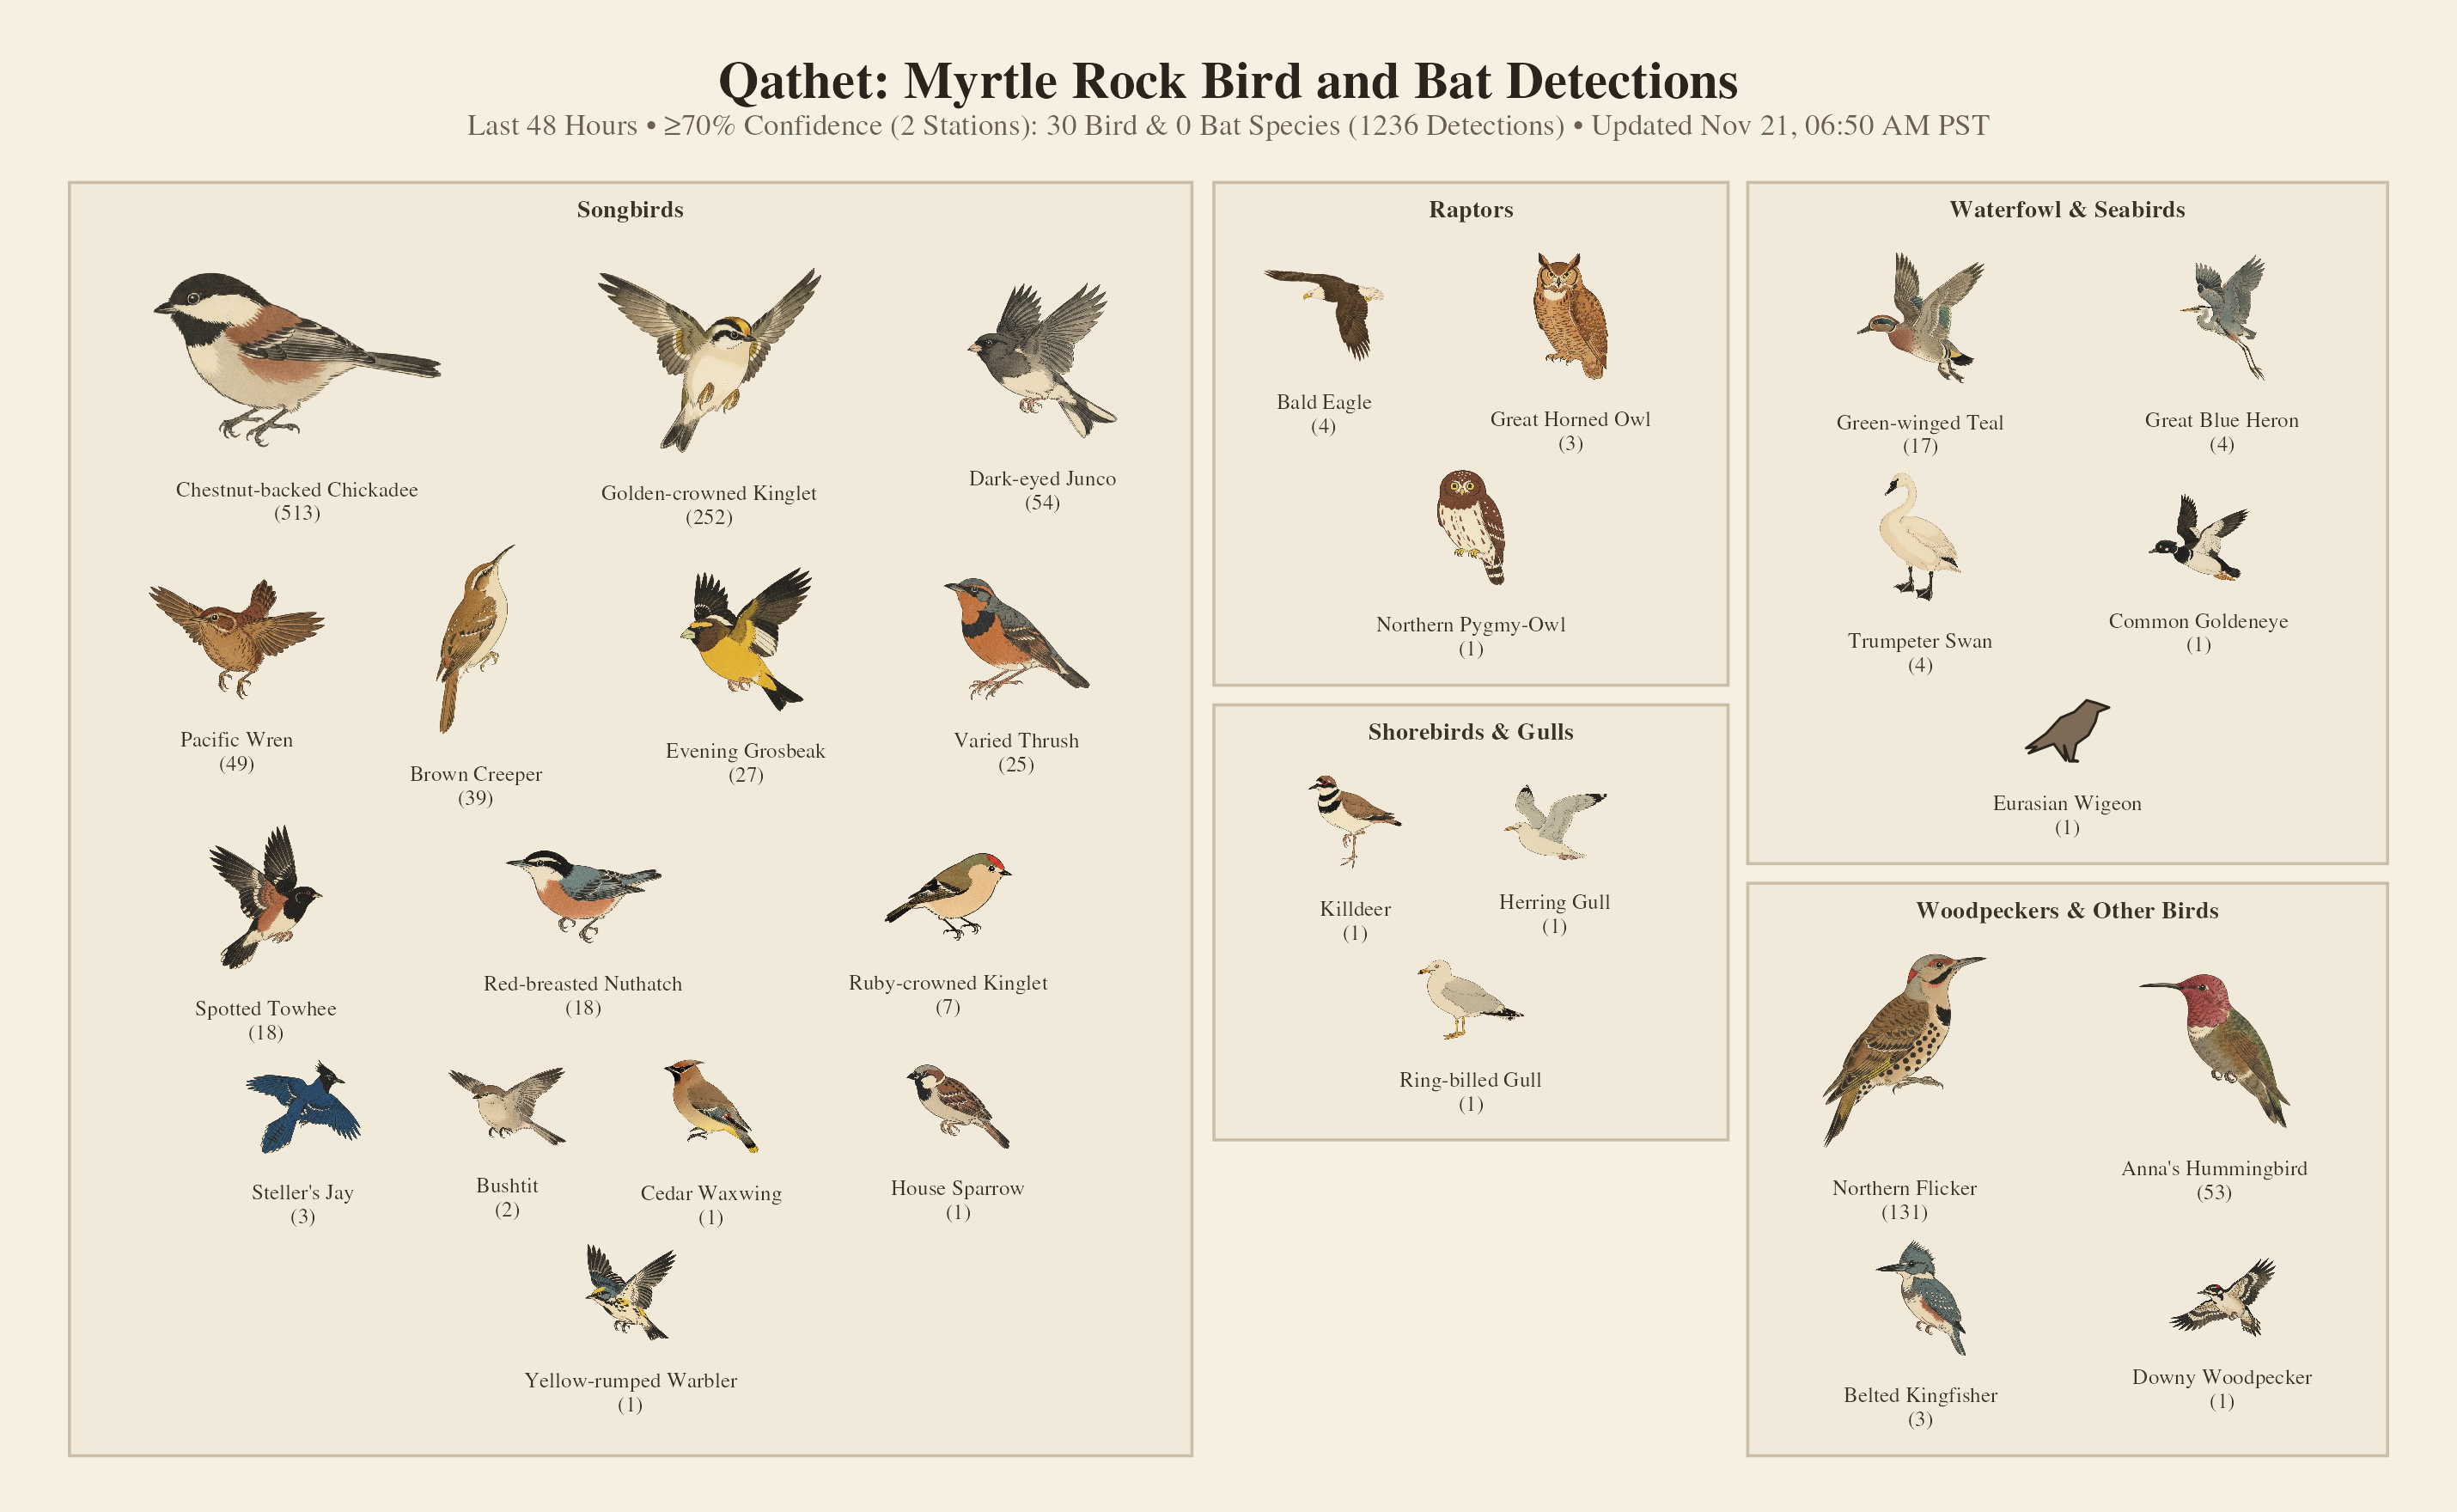 Qathet: Myrtle Rock Bird and Bat Detections
Last 48 Hours • ≥70% Confidence (2 Stations): 30 Bird & 0 Bat Species (1236 Detections) • Updated Nov 21, 06:50 AM PST
Songbirds
Chestnut-backed Chickadee
(513)
Golden-crowned Kinglet
(252)
Dark-eyed Junco
(54)
Pacific Wren
(49)
Brown Creeper
(39)
Evening Grosbeak
(27)
Varied Thrush
(25)
Spotted Towhee
(18)
Red-breasted Nuthatch
(18)
Ruby-crowned Kinglet
(7)
Steller's Jay
(3)
Bushtit
(2)
Cedar Waxwing
(1)
House Sparrow
(1)
Yellow-rumped Warbler
(1)
Raptors
Bald Eagle
(4)
Great Horned Owl
(3)
Northern Pygmy-Owl
(1)
Shorebirds & Gulls
Killdeer
(1)
Herring Gull
(1)
Ring-billed Gull
(1)
Waterfowl & Seabirds
Green-winged Teal
(17)
Great Blue Heron
(4)
Trumpeter Swan
(4)
Common Goldeneye
(1)
Eurasian Wigeon
(1)
Woodpeckers & Other Birds
Northern Flicker
(131)
Anna's Hummingbird
(53)
Belted Kingfisher
(3)
Downy Woodpecker
(1)